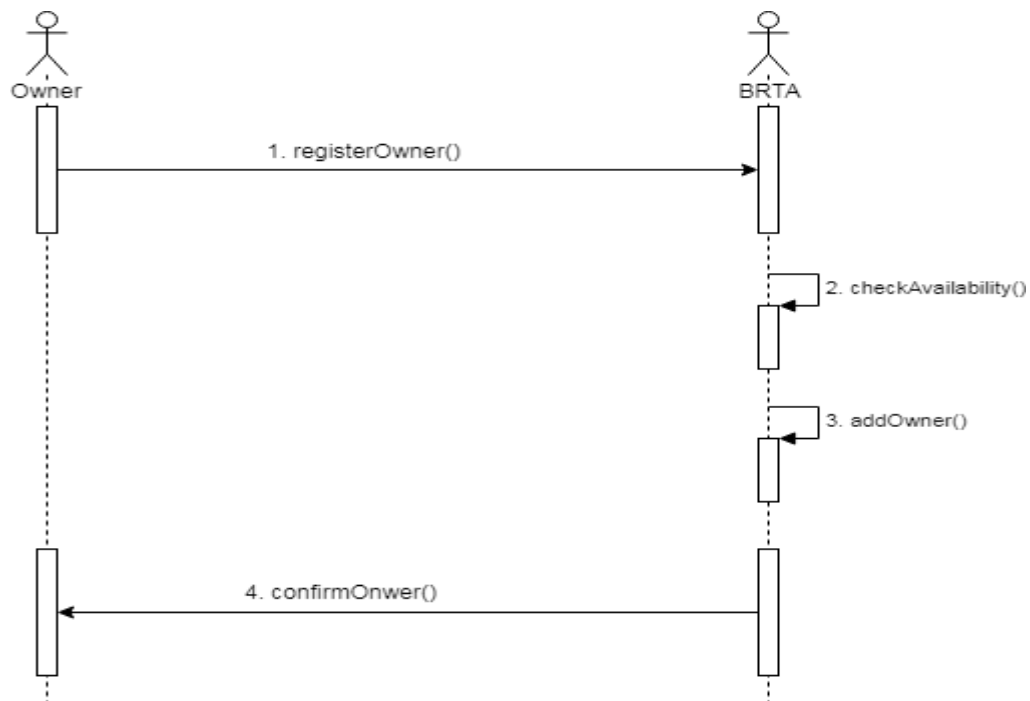 Owner
BRTA
1. registerOwner()
2. checkAvailability()
3. addOwner()
4. confirmOnwer()